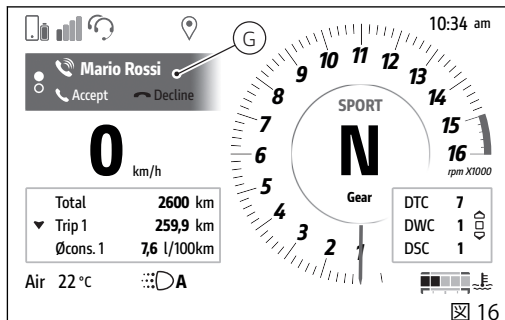 10:34 am
G
Mario Rossi
Accept Decline
0 km/h
Total 2600 km
Trip 1 259,9 km
Øcons. 1 7,6 l/100km
Air 22 °C
A
1
2
3
4
5
6
7
8
9
10
11
12
13
14
15
16
rpm X1000
SPORT
N
Gear
DTC 7
DWC 1
DSC 1
図 16